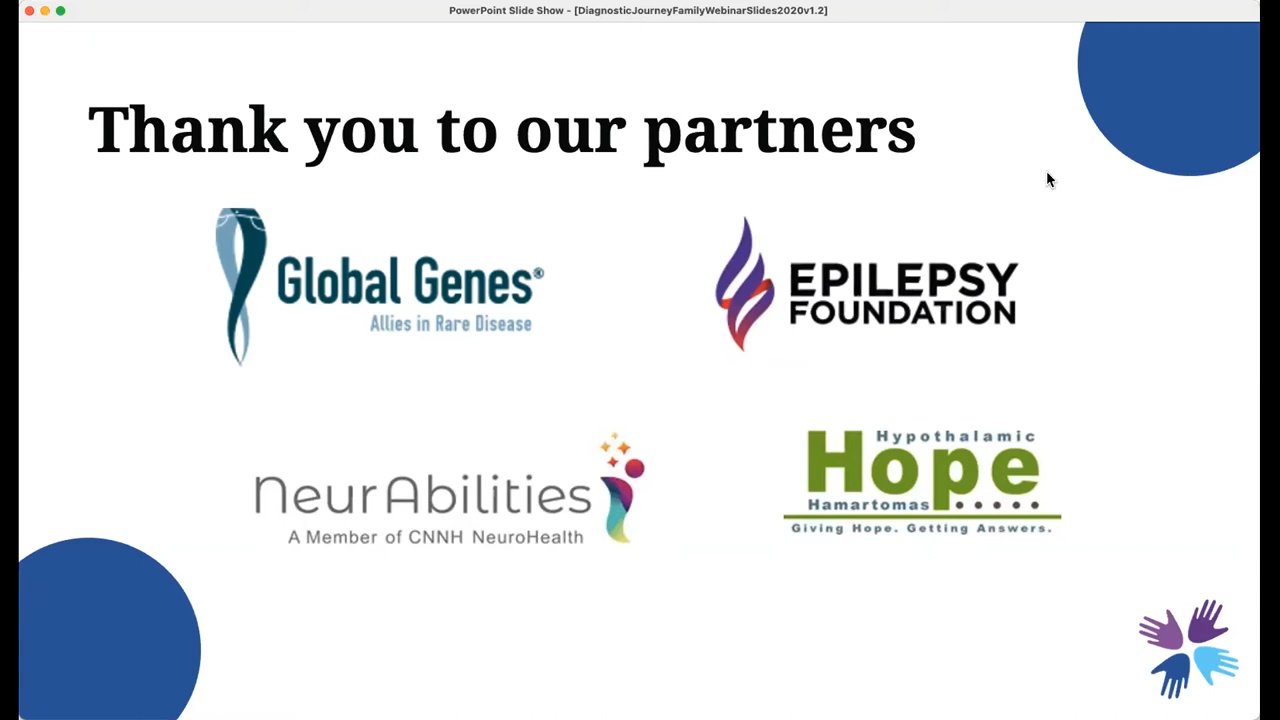 PowerPoint Slide Show - [DiagnosticJourneyFamilyWebinarSlides2020v1.2]
Thank you to our partners
Global Genes®
Allies in Rare Disease
EPILEPSY
FOUNDATION
NeurAbilities
A Member of CNNH NeuroHealth
Hypothalamic
Hope
Hamartomas
Giving Hope. Getting Answers.